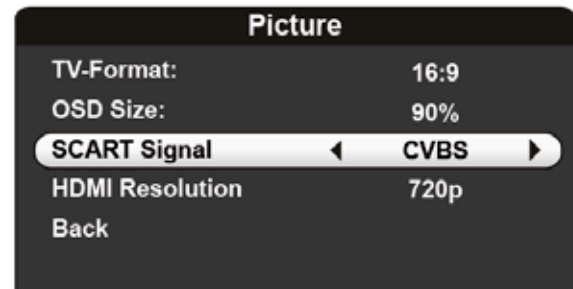 Picture
TV-Format: 16:9
OSD Size: 90%
SCART Signal CVBS
HDMI Resolution 720p
Back